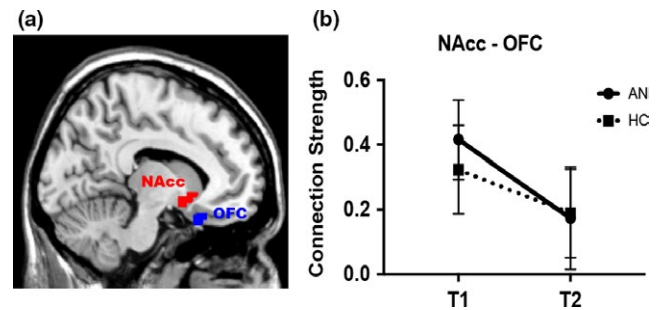 (a)
NAcc
OFC
(b)
NAcc - OFC
Connection Strength
0.6
0.4
0.2
0.0
T1
T2
HC